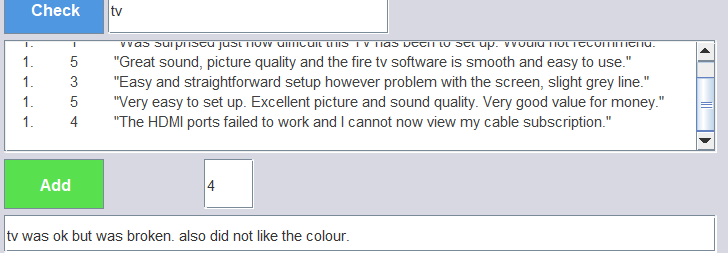 Check tv
1. 1 "Was surprised just how difficult this TV has been to set up. Would not recommend."
1. 5 "Great sound, picture quality and the fire tv software is smooth and easy to use."
1. 3 "Easy and straightforward setup however problem with the screen, slight grey line."
1. 5 "Very easy to set up. Excellent picture and sound quality. Very good value for money."
1. 4 "The HDMI ports failed to work and I cannot now view my cable subscription."
Add 4
tv was ok but was broken. also did not like the colour.